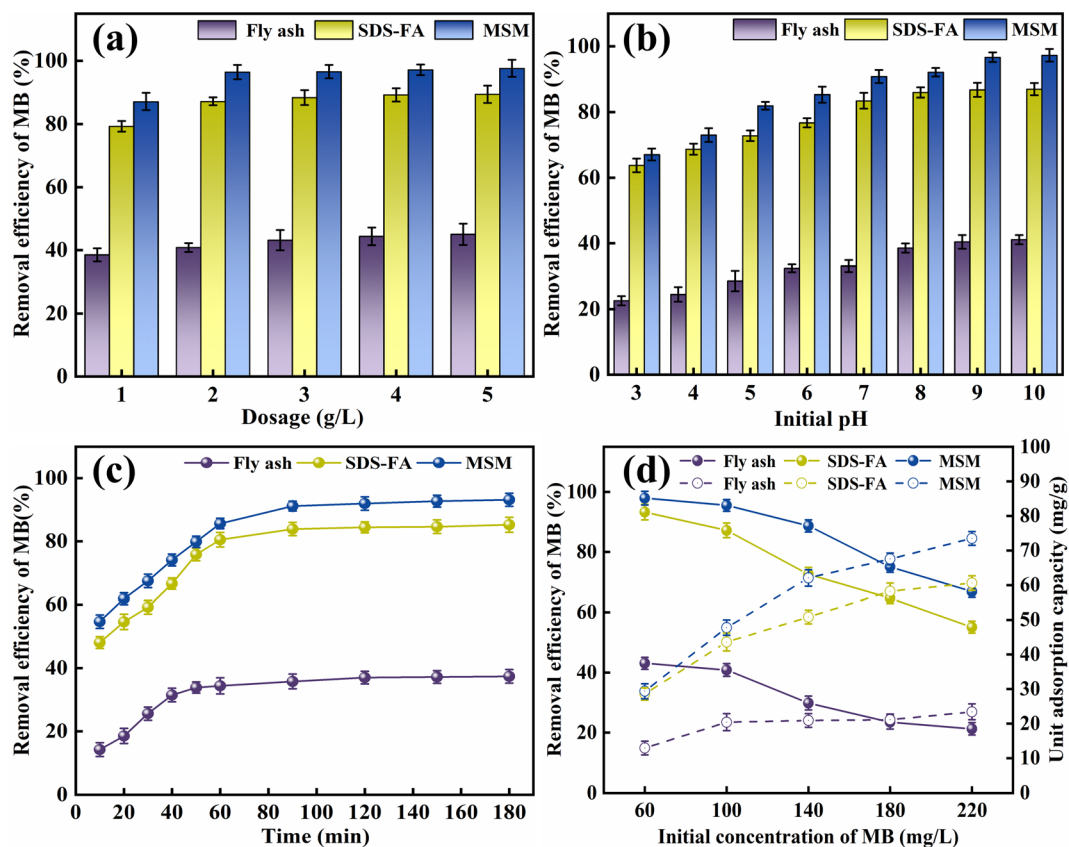 (a)
Fly ash SDS-FA MSM
Removal efficiency of MB (%)
100
80
60
40
20
0
1 2 3 4 5
Dosage (g/L)
(b)
Fly ash SDS-FA MSM
Removal efficiency of MB (%)
100
80
60
40
20
0
3 4 5 6 7 8 9 10
Initial pH
(c)
Fly ash SDS-FA MSM
Removal efficiency of MB(%)
100
80
60
40
20
0
0 20 40 60 80 100 120 140 160 180
Time (min)
(d)
Fly ash SDS-FA MSM
Fly ash SDS-FA MSM
Removal efficiency of MB (%)
100
80
60
40
20
0
60 100 140 180 220
Initial concentration of MB (mg/L)
100
90
80
70
60
50
40
30
20
10
0
Unit adsorption capacity (mg/g)